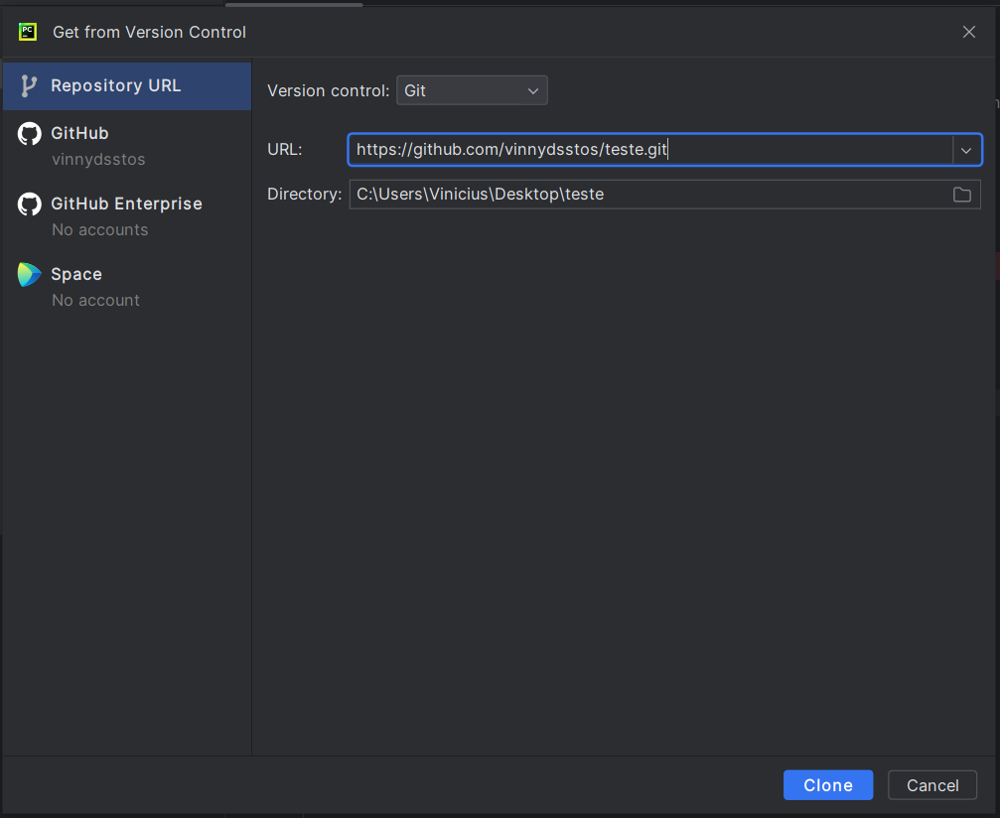 PC
Get from Version Control
Repository URL
Version control: Git
GitHub
vinnydsstos
URL: https://github.com/vinnydsstos/teste.git
Directory: C:\Users\Vinicius\Desktop\teste
GitHub Enterprise
No accounts
Space
No account
Clone Cancel